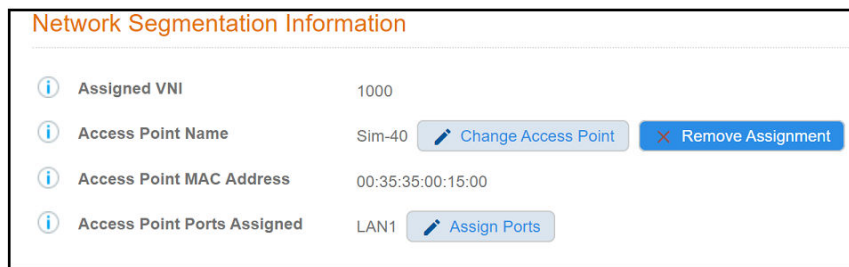 Network Segmentation Information
Assigned VNI 1000
Access Point Name Sim-40 Change Access Point Remove Assignment
Access Point MAC Address 00:35:35:00:15:00
Access Point Ports Assigned LAN1 Assign Ports